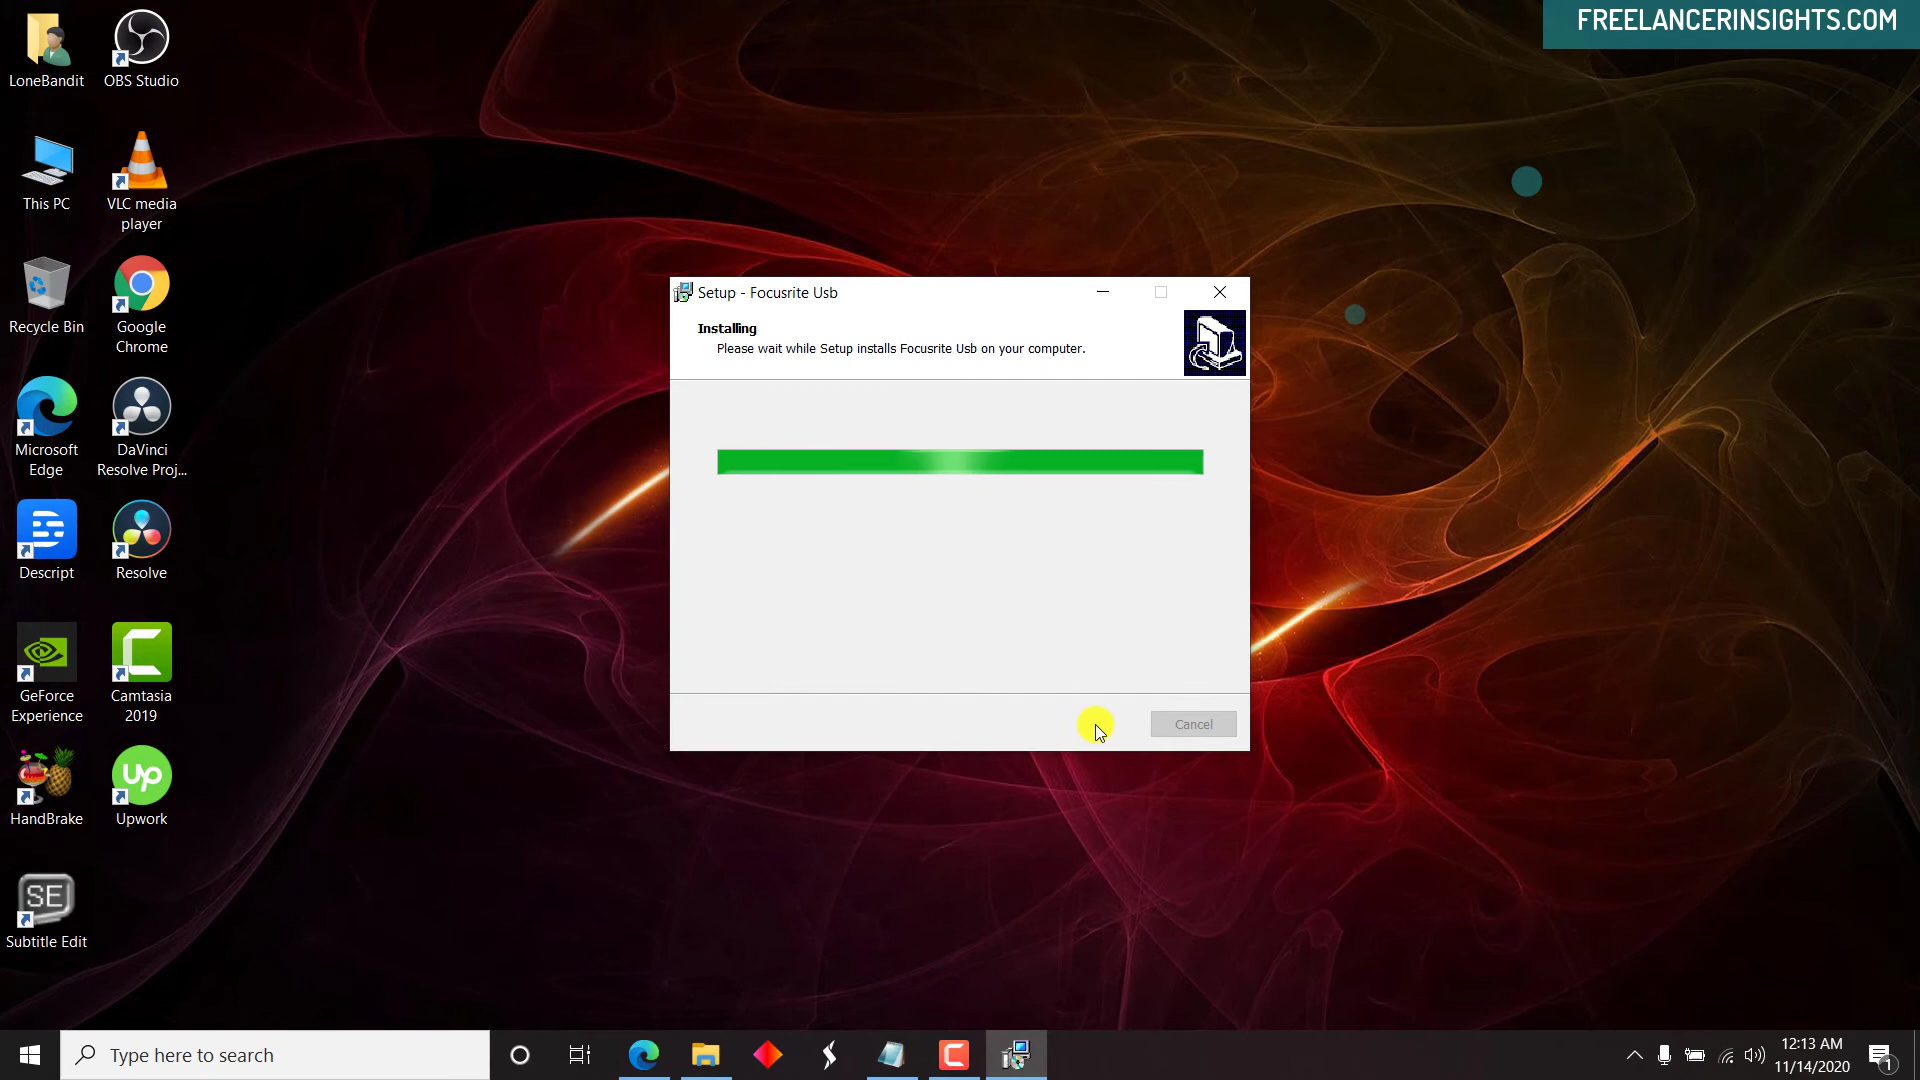 FREELANCERINSIGHTS.COM
LoneBandit
OBS Studio
This PC
VLC media
player
Recycle Bin
Google
Chrome
Microsoft
Edge
DaVinci
Resolve Proj...
Descript
Resolve
GeForce
Experience
Camtasia
2019
HandBrake
Up
Upwork
SE
Subtitle Edit
Setup - Focusrite Usb
Installing
Please wait while Setup installs Focusrite Usb on your computer.
Cancel
Type here to search
12:13 AM
11/14/2020
1